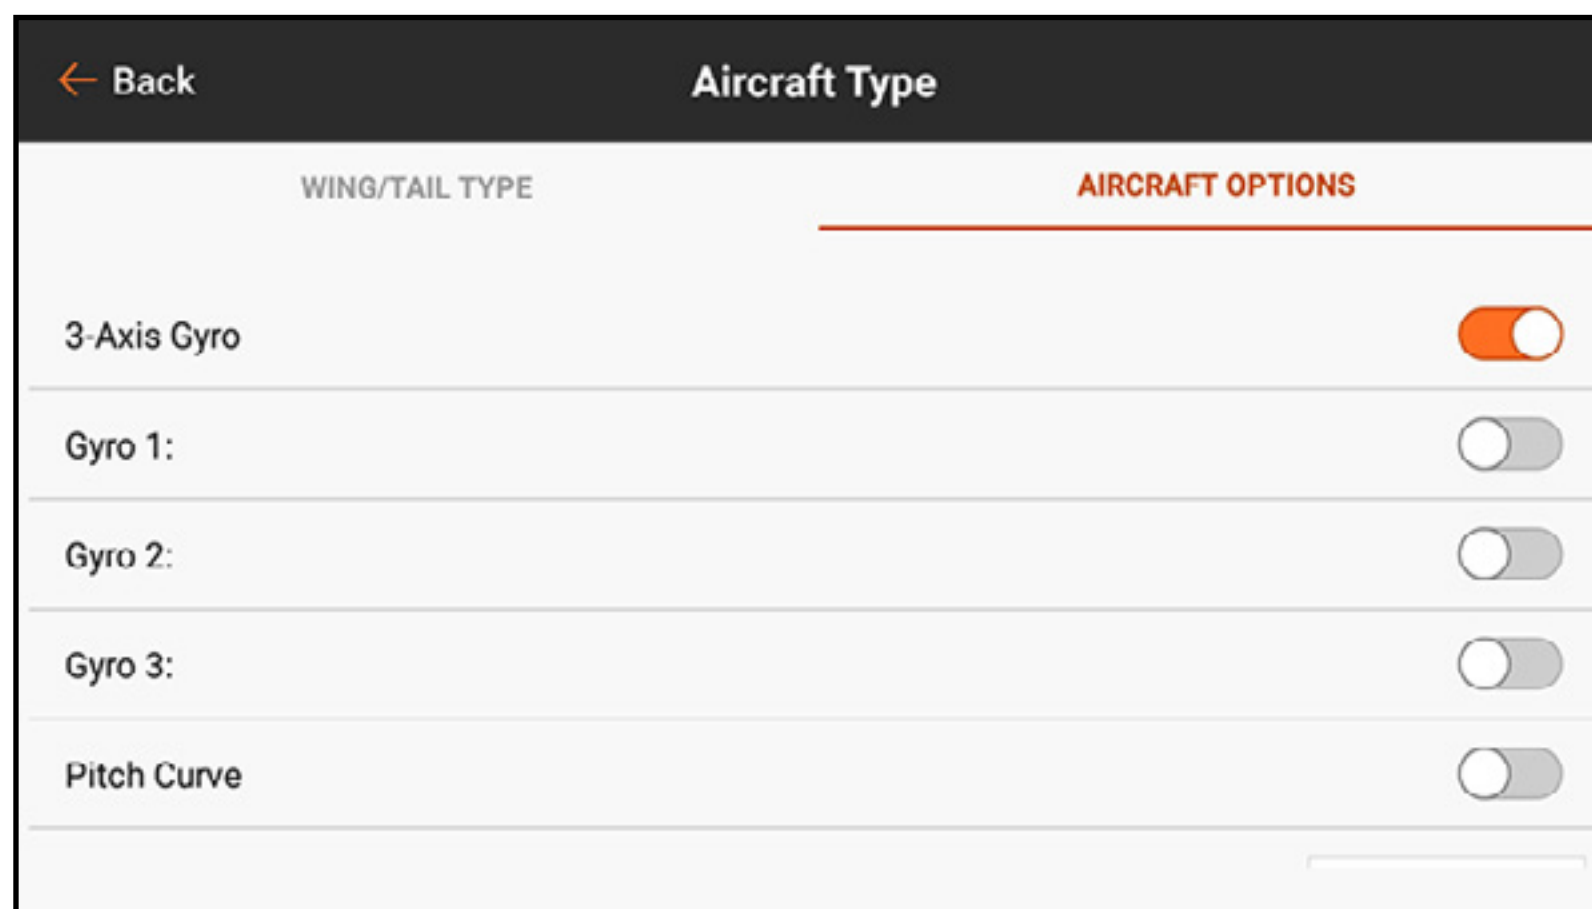 Back
Aircraft Type
WING/TAIL TYPE
AIRCRAFT OPTIONS
3-Axis Gyro
Gyro 1:
Gyro 2:
Gyro 3:
Pitch Curve